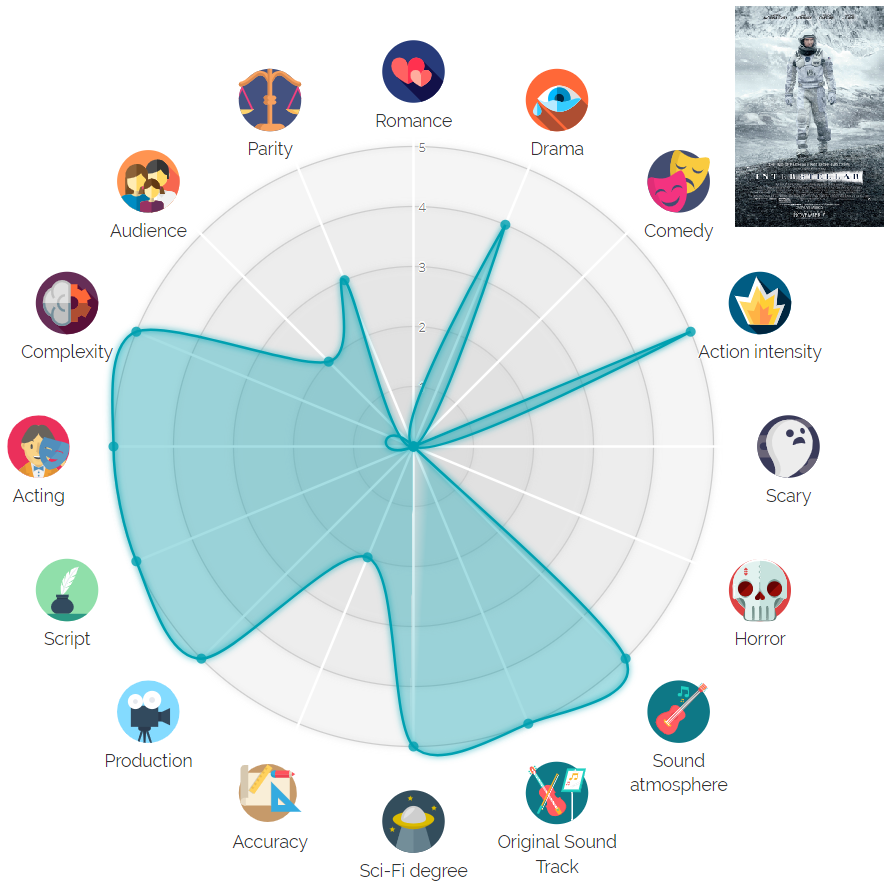 Romance
Parity
Drama
Audience
Comedy
INTERSTELLAR
Complexity
Action intensity
Acting
Scary
Script
Horror
Production
Sound
atmosphere
Accuracy
Sci-Fi degree
Original Sound
Track
5
4
3
2
1